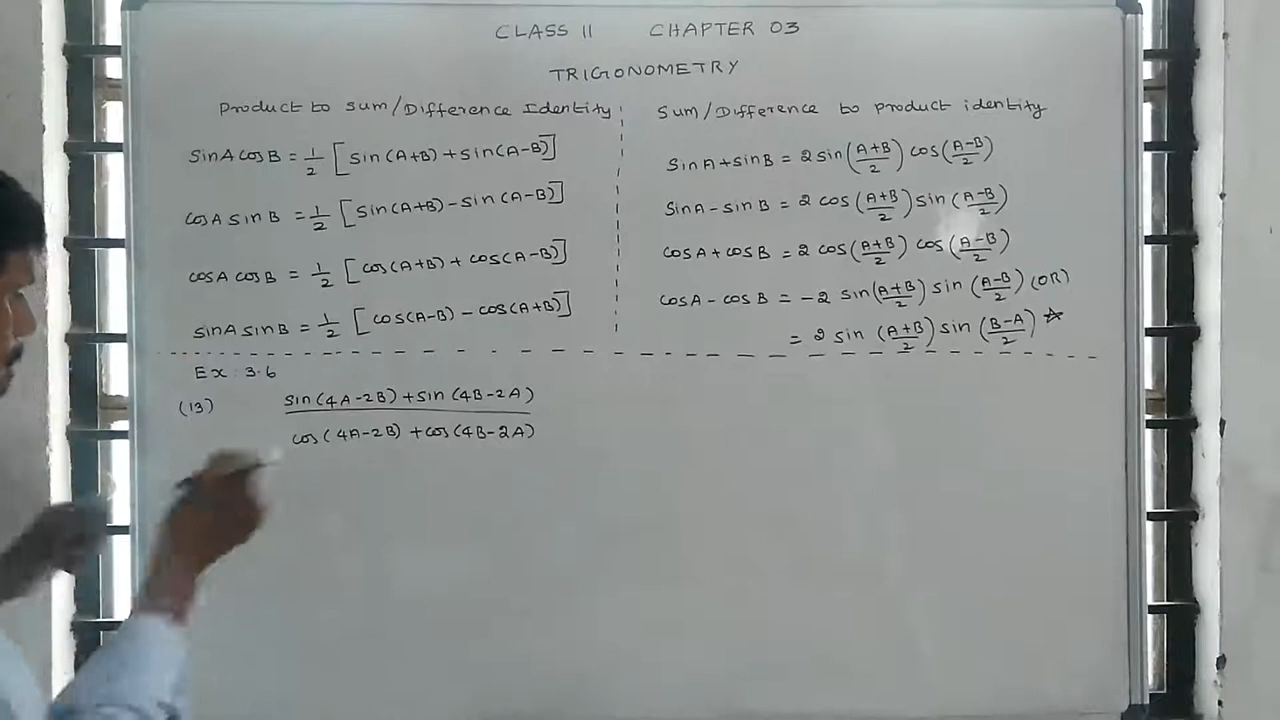 CLASS 11 CHAPTER 03
TRIGONOMETRY
Product to Sum/Difference Identity
SinA cosB = 1/2 [sin(A+B) + sin(A-B)]
cosA sinB = 1/2 [sin(A+B) - sin(A-B)]
cosA cosB = 1/2 [cos(A+B) + cos(A-B)]
sinA sinB = 1/2 [cos(A-B) - cos(A+B)]
Sum/Difference to product identity
SinA + sinB = 2 sin((A+B)/2) cos((A-B)/2)
SinA - sinB = 2 cos((A+B)/2) sin((A-B)/2)
cosA + cosB = 2 cos((A+B)/2) cos((A-B)/2)
cosA - cosB = -2 sin((A+B)/2) sin((A-B)/2) (OR)
= 2 sin((A+B)/2) sin((B-A)/2) ☆
Ex: 3.6
(13) sin(4A-2B) + sin(4B-2A)
cos(4A-2B) + cos(4B-2A)